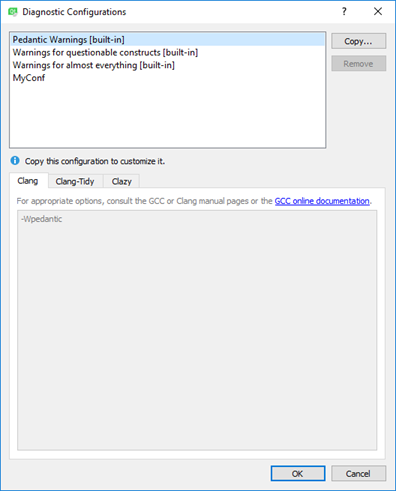 Diagnostic Configurations
Pedantic Warnings [built-in]
Warnings for questionable constructs [built-in]
Warnings for almost everything [built-in]
MyConf
Copy...
Remove
Copy this configuration to customize it.
Clang Clang-Tidy Clazy
For appropriate options, consult the GCC or Clang manual pages or the GCC online documentation.
-Wpedantic
OK Cancel